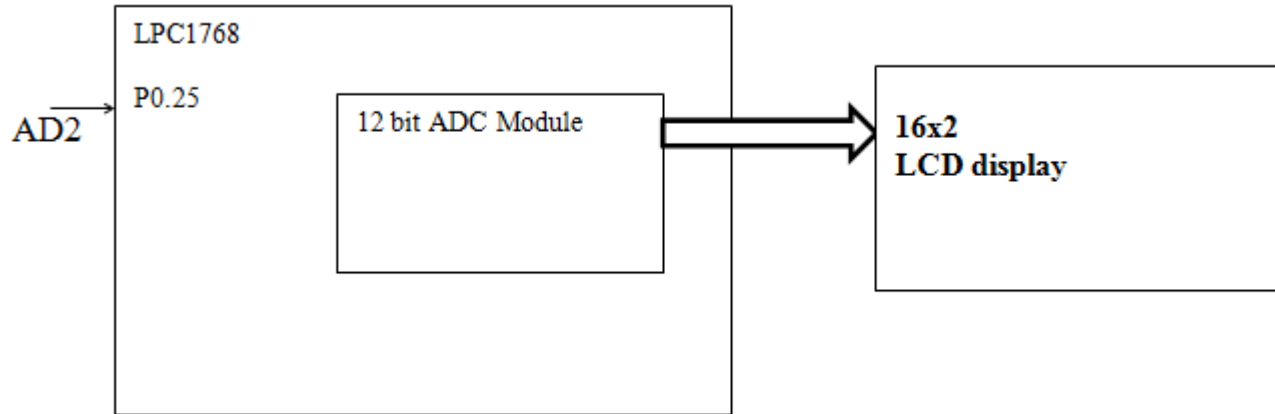 LPC1768
P0.25
AD2
12 bit ADC Module
16x2
LCD display